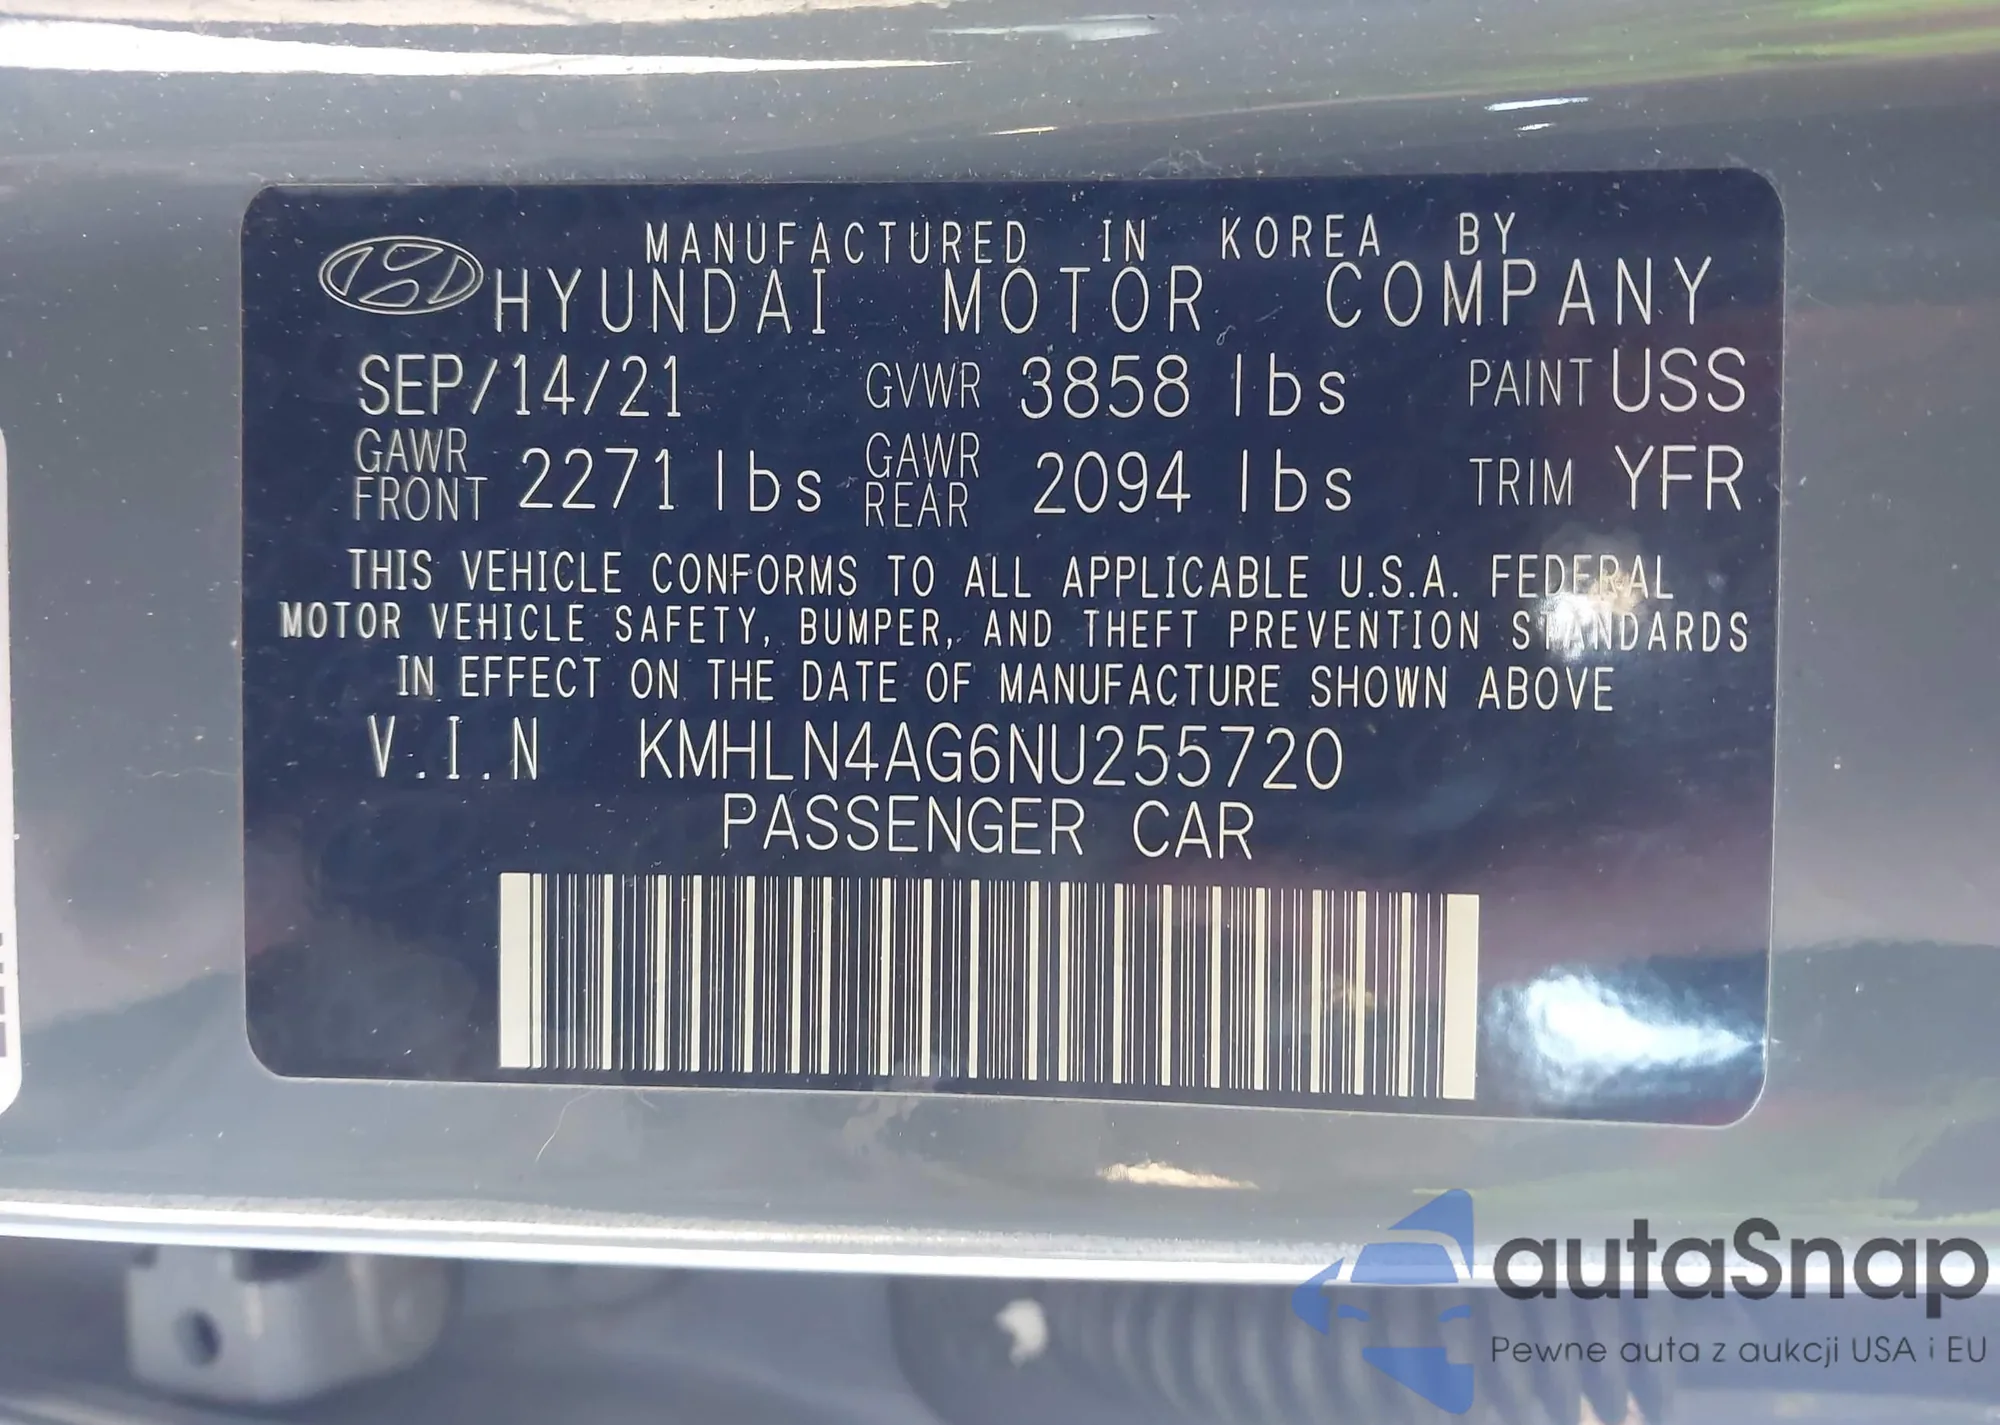 MANUFACTURED IN KOREA BY
HYUNDAI MOTOR COMPANY
SEP/14/21 GVWR 3858 lbs PAINT USS
GAWR FRONT 2271 lbs GAWR REAR 2094 lbs TRIM YFR
THIS VEHICLE CONFORMS TO ALL APPLICABLE U.S.A. FEDERAL
MOTOR VEHICLE SAFETY, BUMPER, AND THEFT PREVENTION STANDARDS
IN EFFECT ON THE DATE OF MANUFACTURE SHOWN ABOVE
V.I.N KMHLN4AG6NU255720
PASSENGER CAR
autaSnap
Pewne auta z aukcji USA i EU